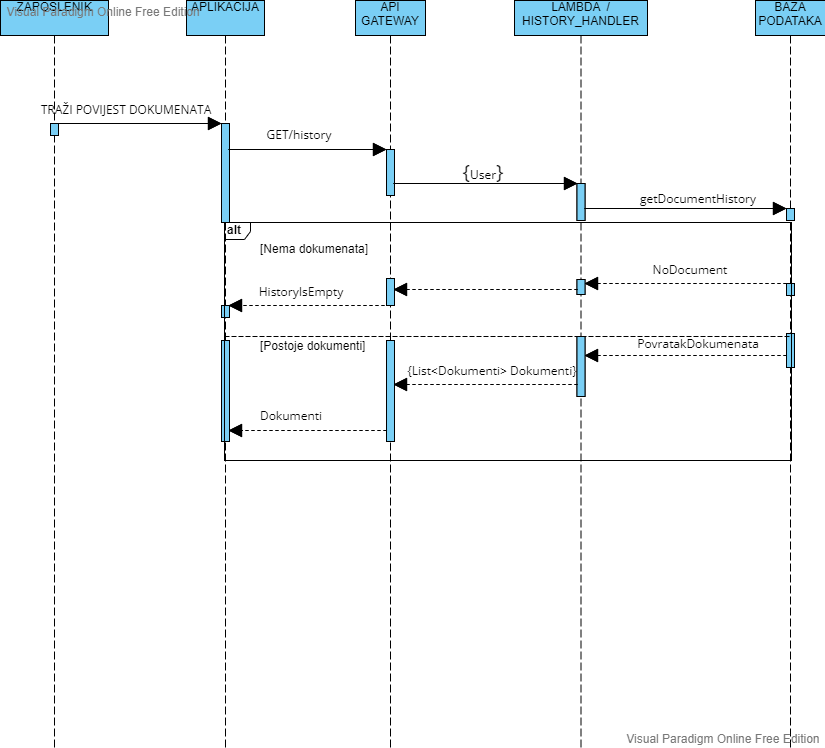 ZAPOSLENIK
Visual Paradigm Online Free Edition
APLIKACIJA
API
GATEWAY
LAMBDA /
HISTORY_HANDLER
BAZA
PODATAKA
TRAŽI POVIJEST DOKUMENATA
GET/history
{User}
getDocumentHistory
alt
[Nema dokumenata]
NoDocument
HistoryIsEmpty
[Postoje dokumenti]
PovratakDokumenata
{List<Dokumenti> Dokumenti}
Dokumenti
Visual Paradigm Online Free Edition